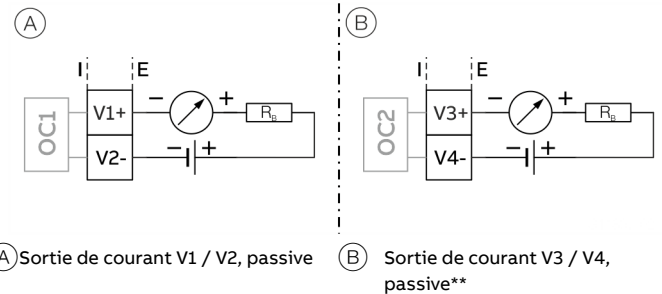 A
I E
OC1
V1+ − + R_B
V2- − +
B
I E
OC2
V3+ − + R_B
V4- − +
A Sortie de courant V1 / V2, passive
B Sortie de courant V3 / V4,
passive**